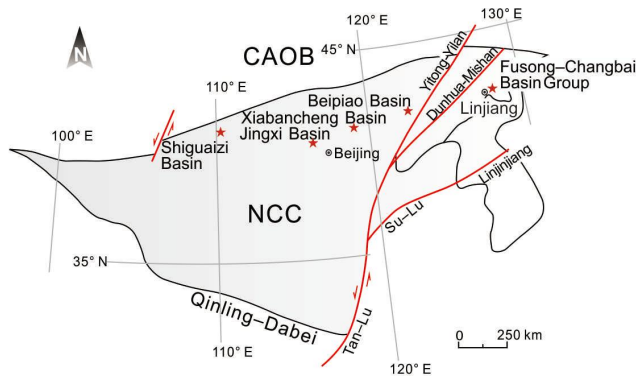 130° E
120° E
45° N
N
CAOB
Yitong–Yilan
Dunhua–Mishan
Fusong–Changbai
Basin Group
110° E
Beipiao Basin
Linjiang
Xiabancheng Basin
100° E
Shiguaizi
Basin
Jingxi Basin
Beijing
Linjinjiang
NCC
Su–Lu
35° N
Qinling–Dabei
Tan–Lu
0 250 km
110° E
120° E